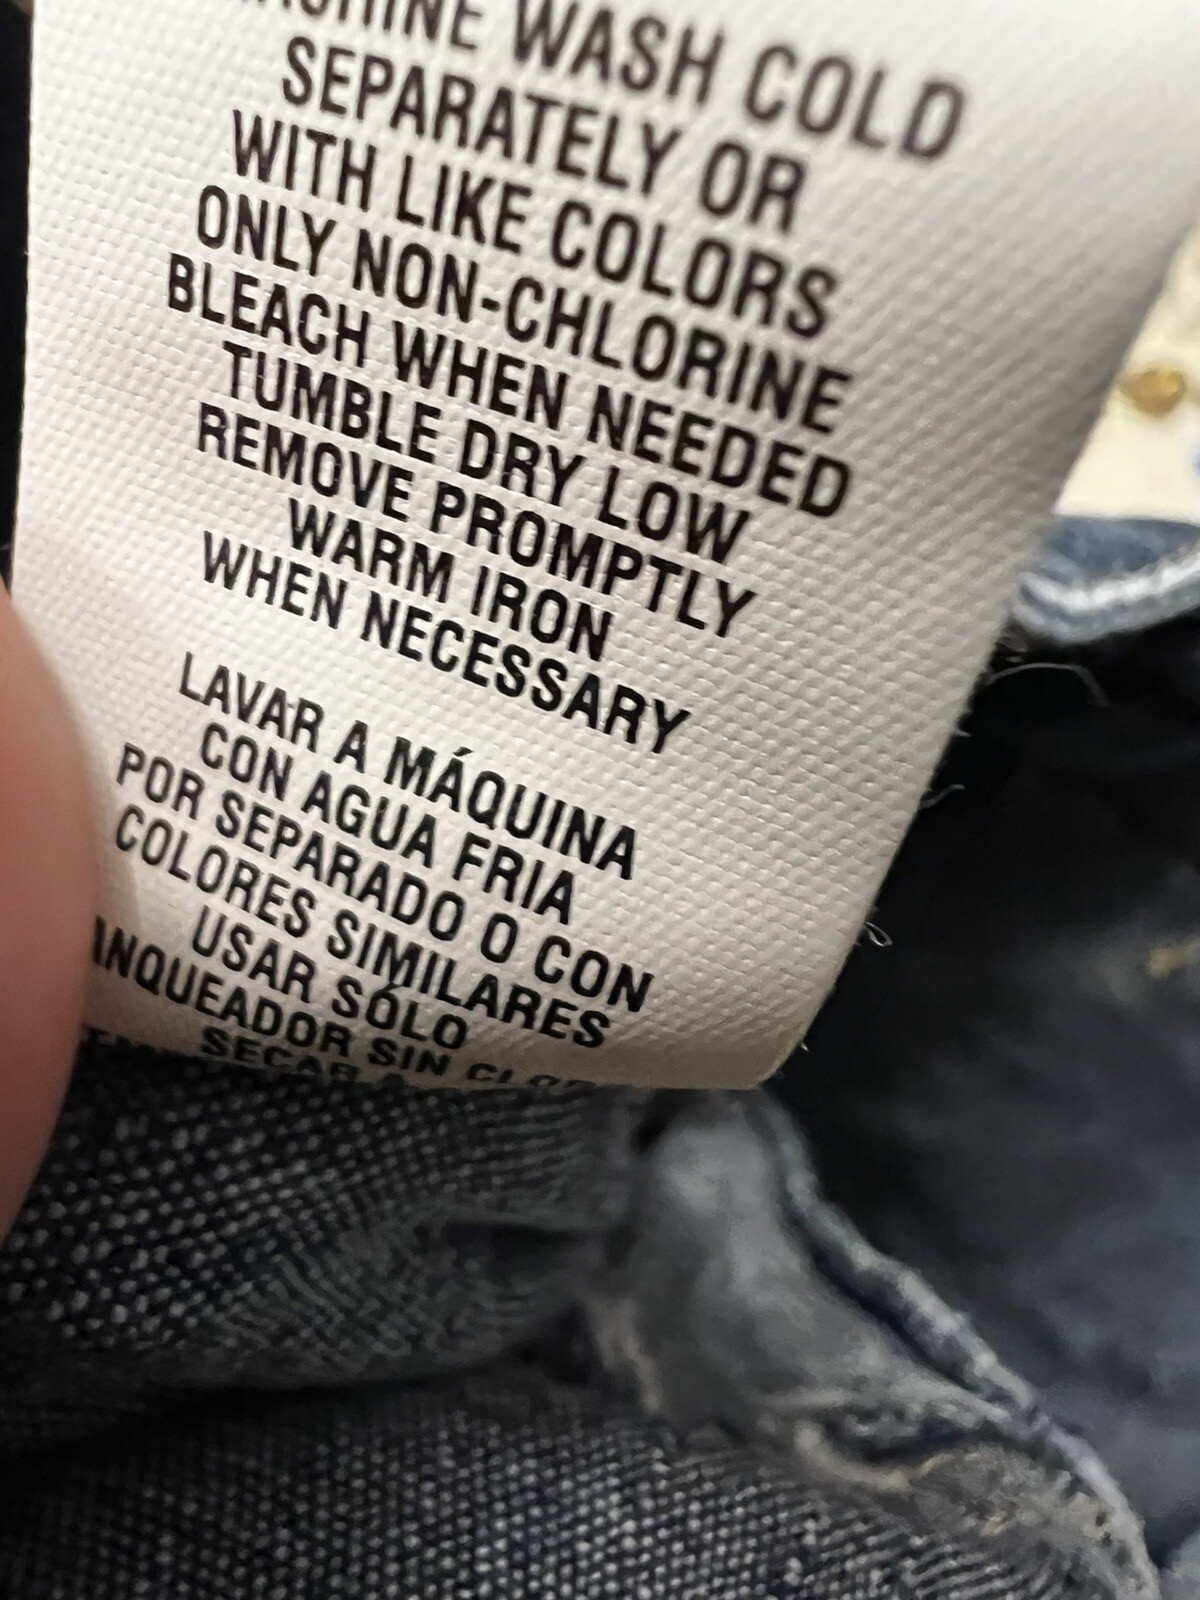 WASH COLD
SEPARATELY OR
WITH LIKE COLORS
ONLY NON-CHLORINE
BLEACH WHEN NEEDED
TUMBLE DRY LOW
REMOVE PROMPTLY
WARM IRON
WHEN NECESSARY
LAVAR A MÁQUINA
CON AGUA FRIA
POR SEPARADO O CON
COLORES SIMILARES
USAR SÓLO
SIN
SECAR A